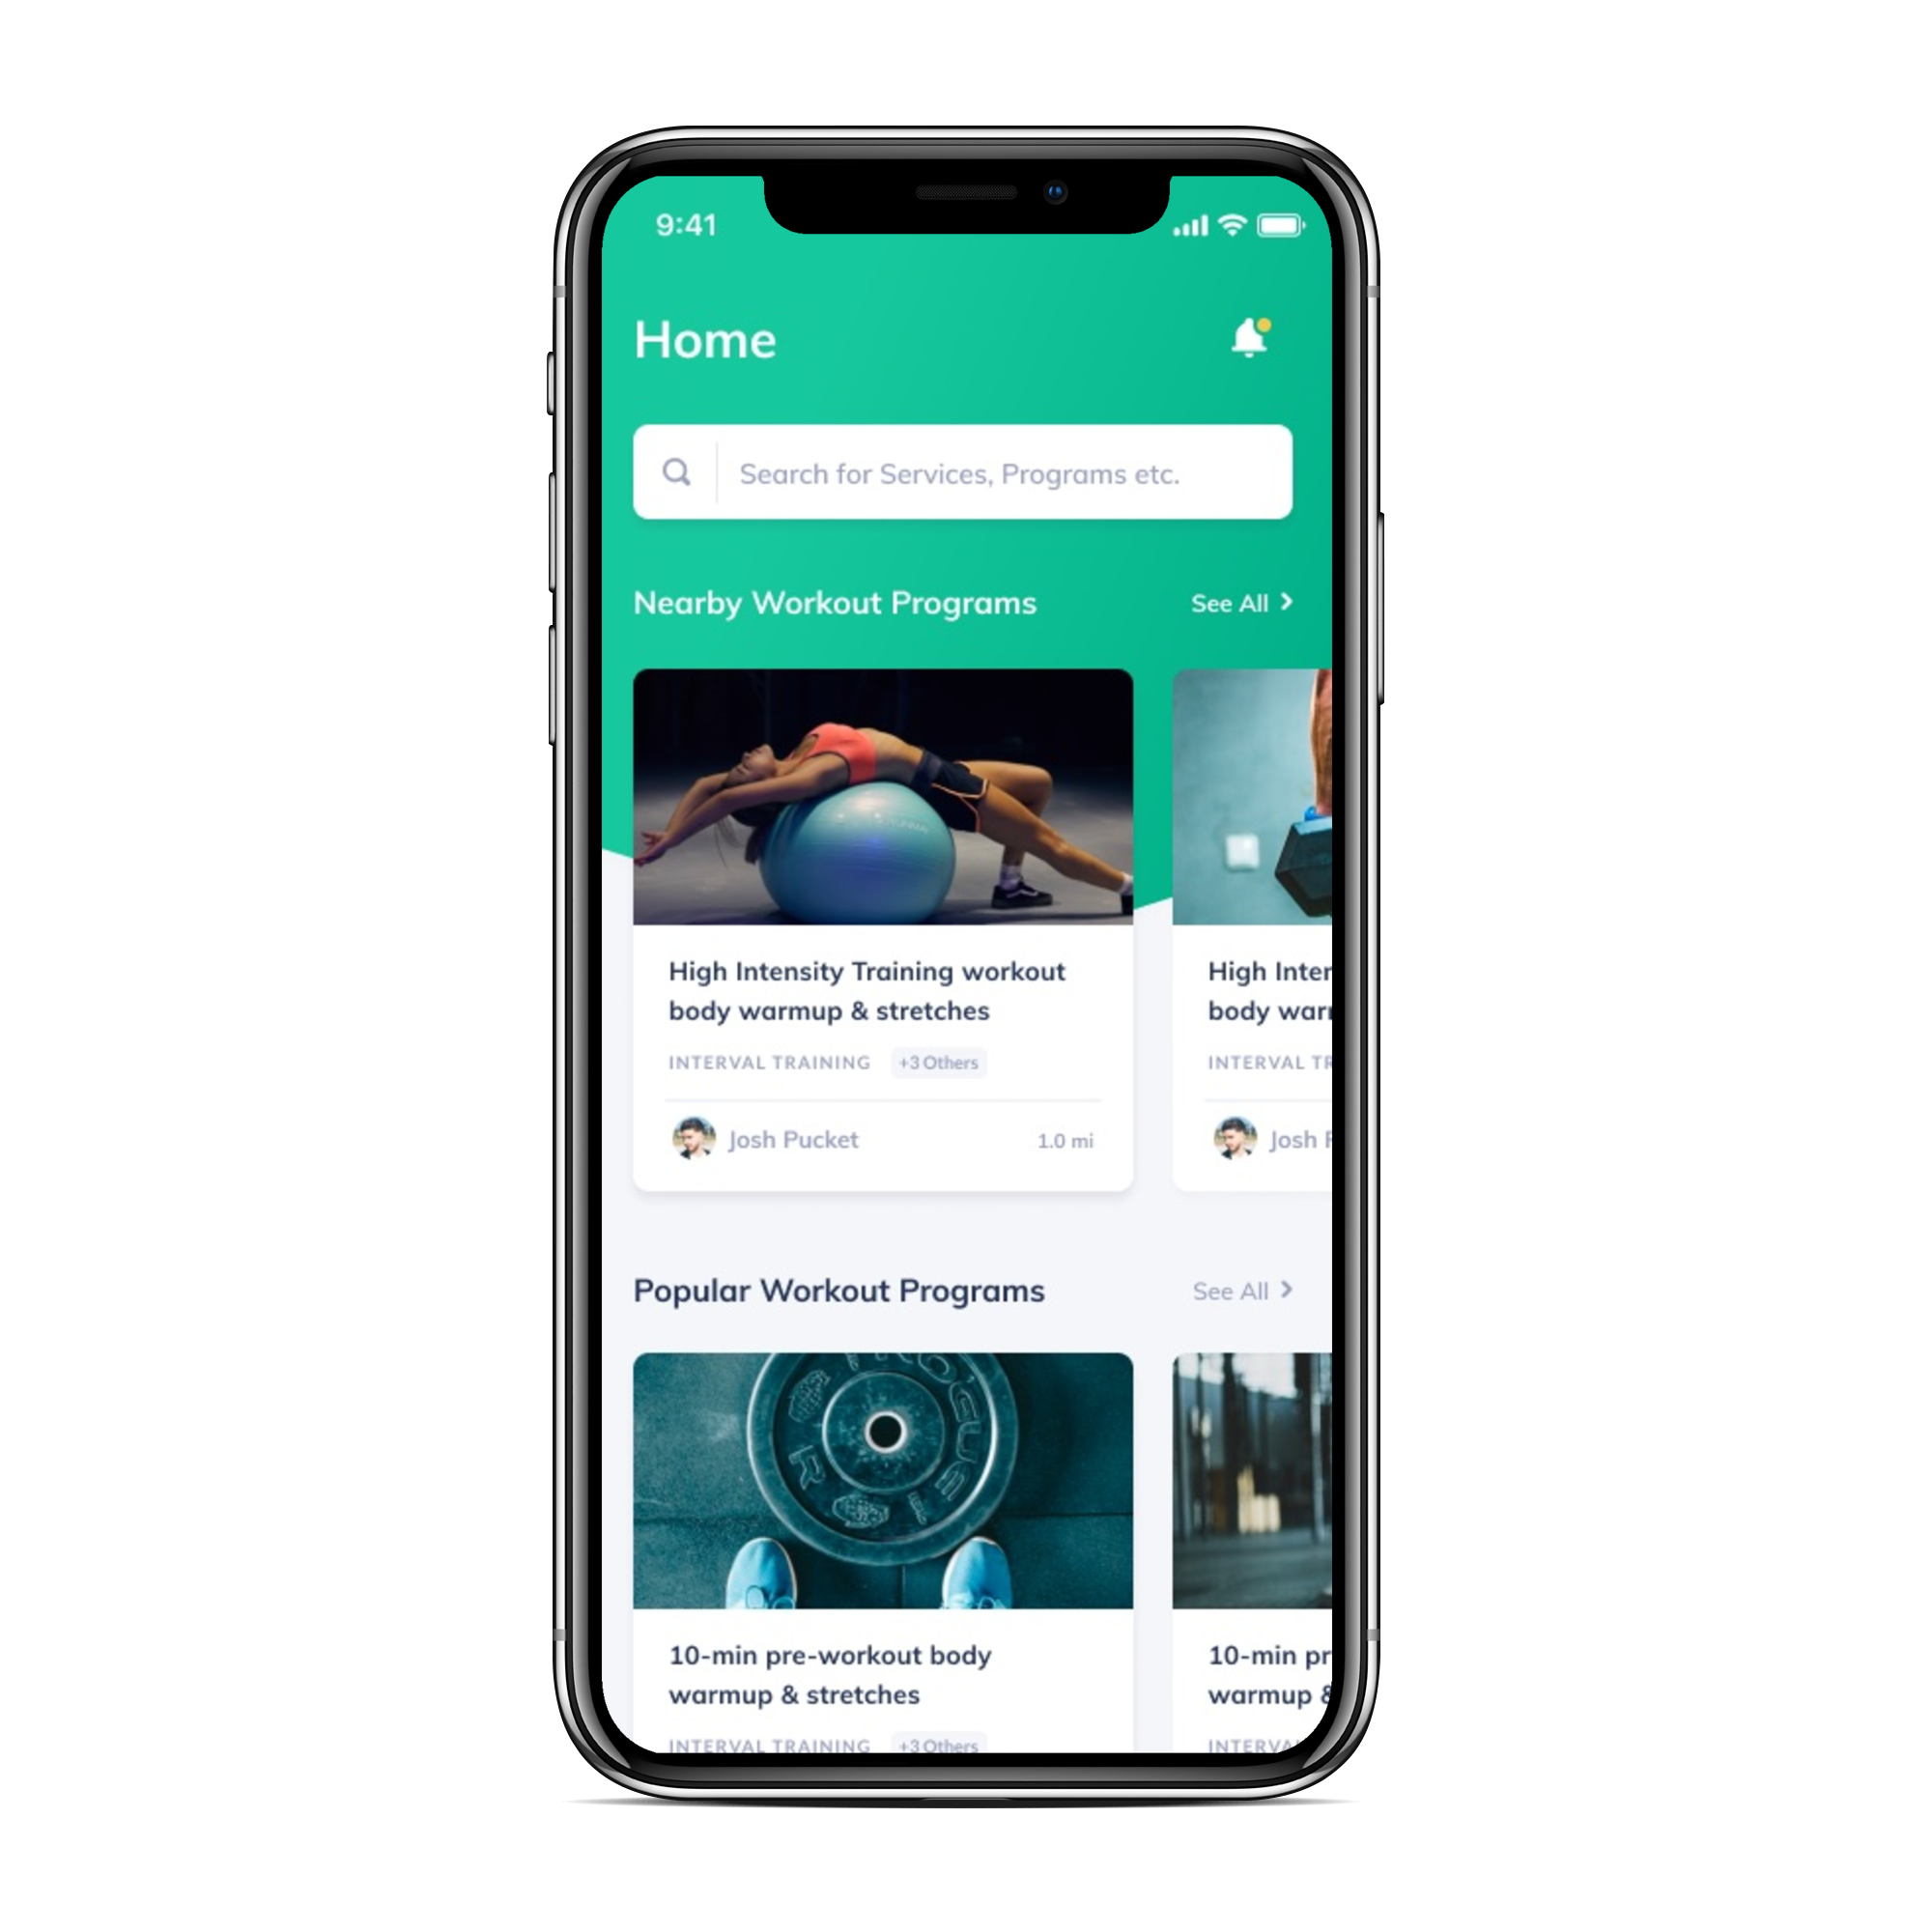 9:41
Home
Search for Services, Programs etc.
Nearby Workout Programs
See All
High Intensity Training workout
body warmup & stretches
INTERVAL TRAINING +3 Others
Josh Pucket
1.0 mi
High Inter
body warr
INTERVAL TR
Josh F
Popular Workout Programs
See All
ROGUE
10-min pre-workout body
warmup & stretches
INTERVAL TRAINING +3 Others
10-min pr
warmup &
INTERVA